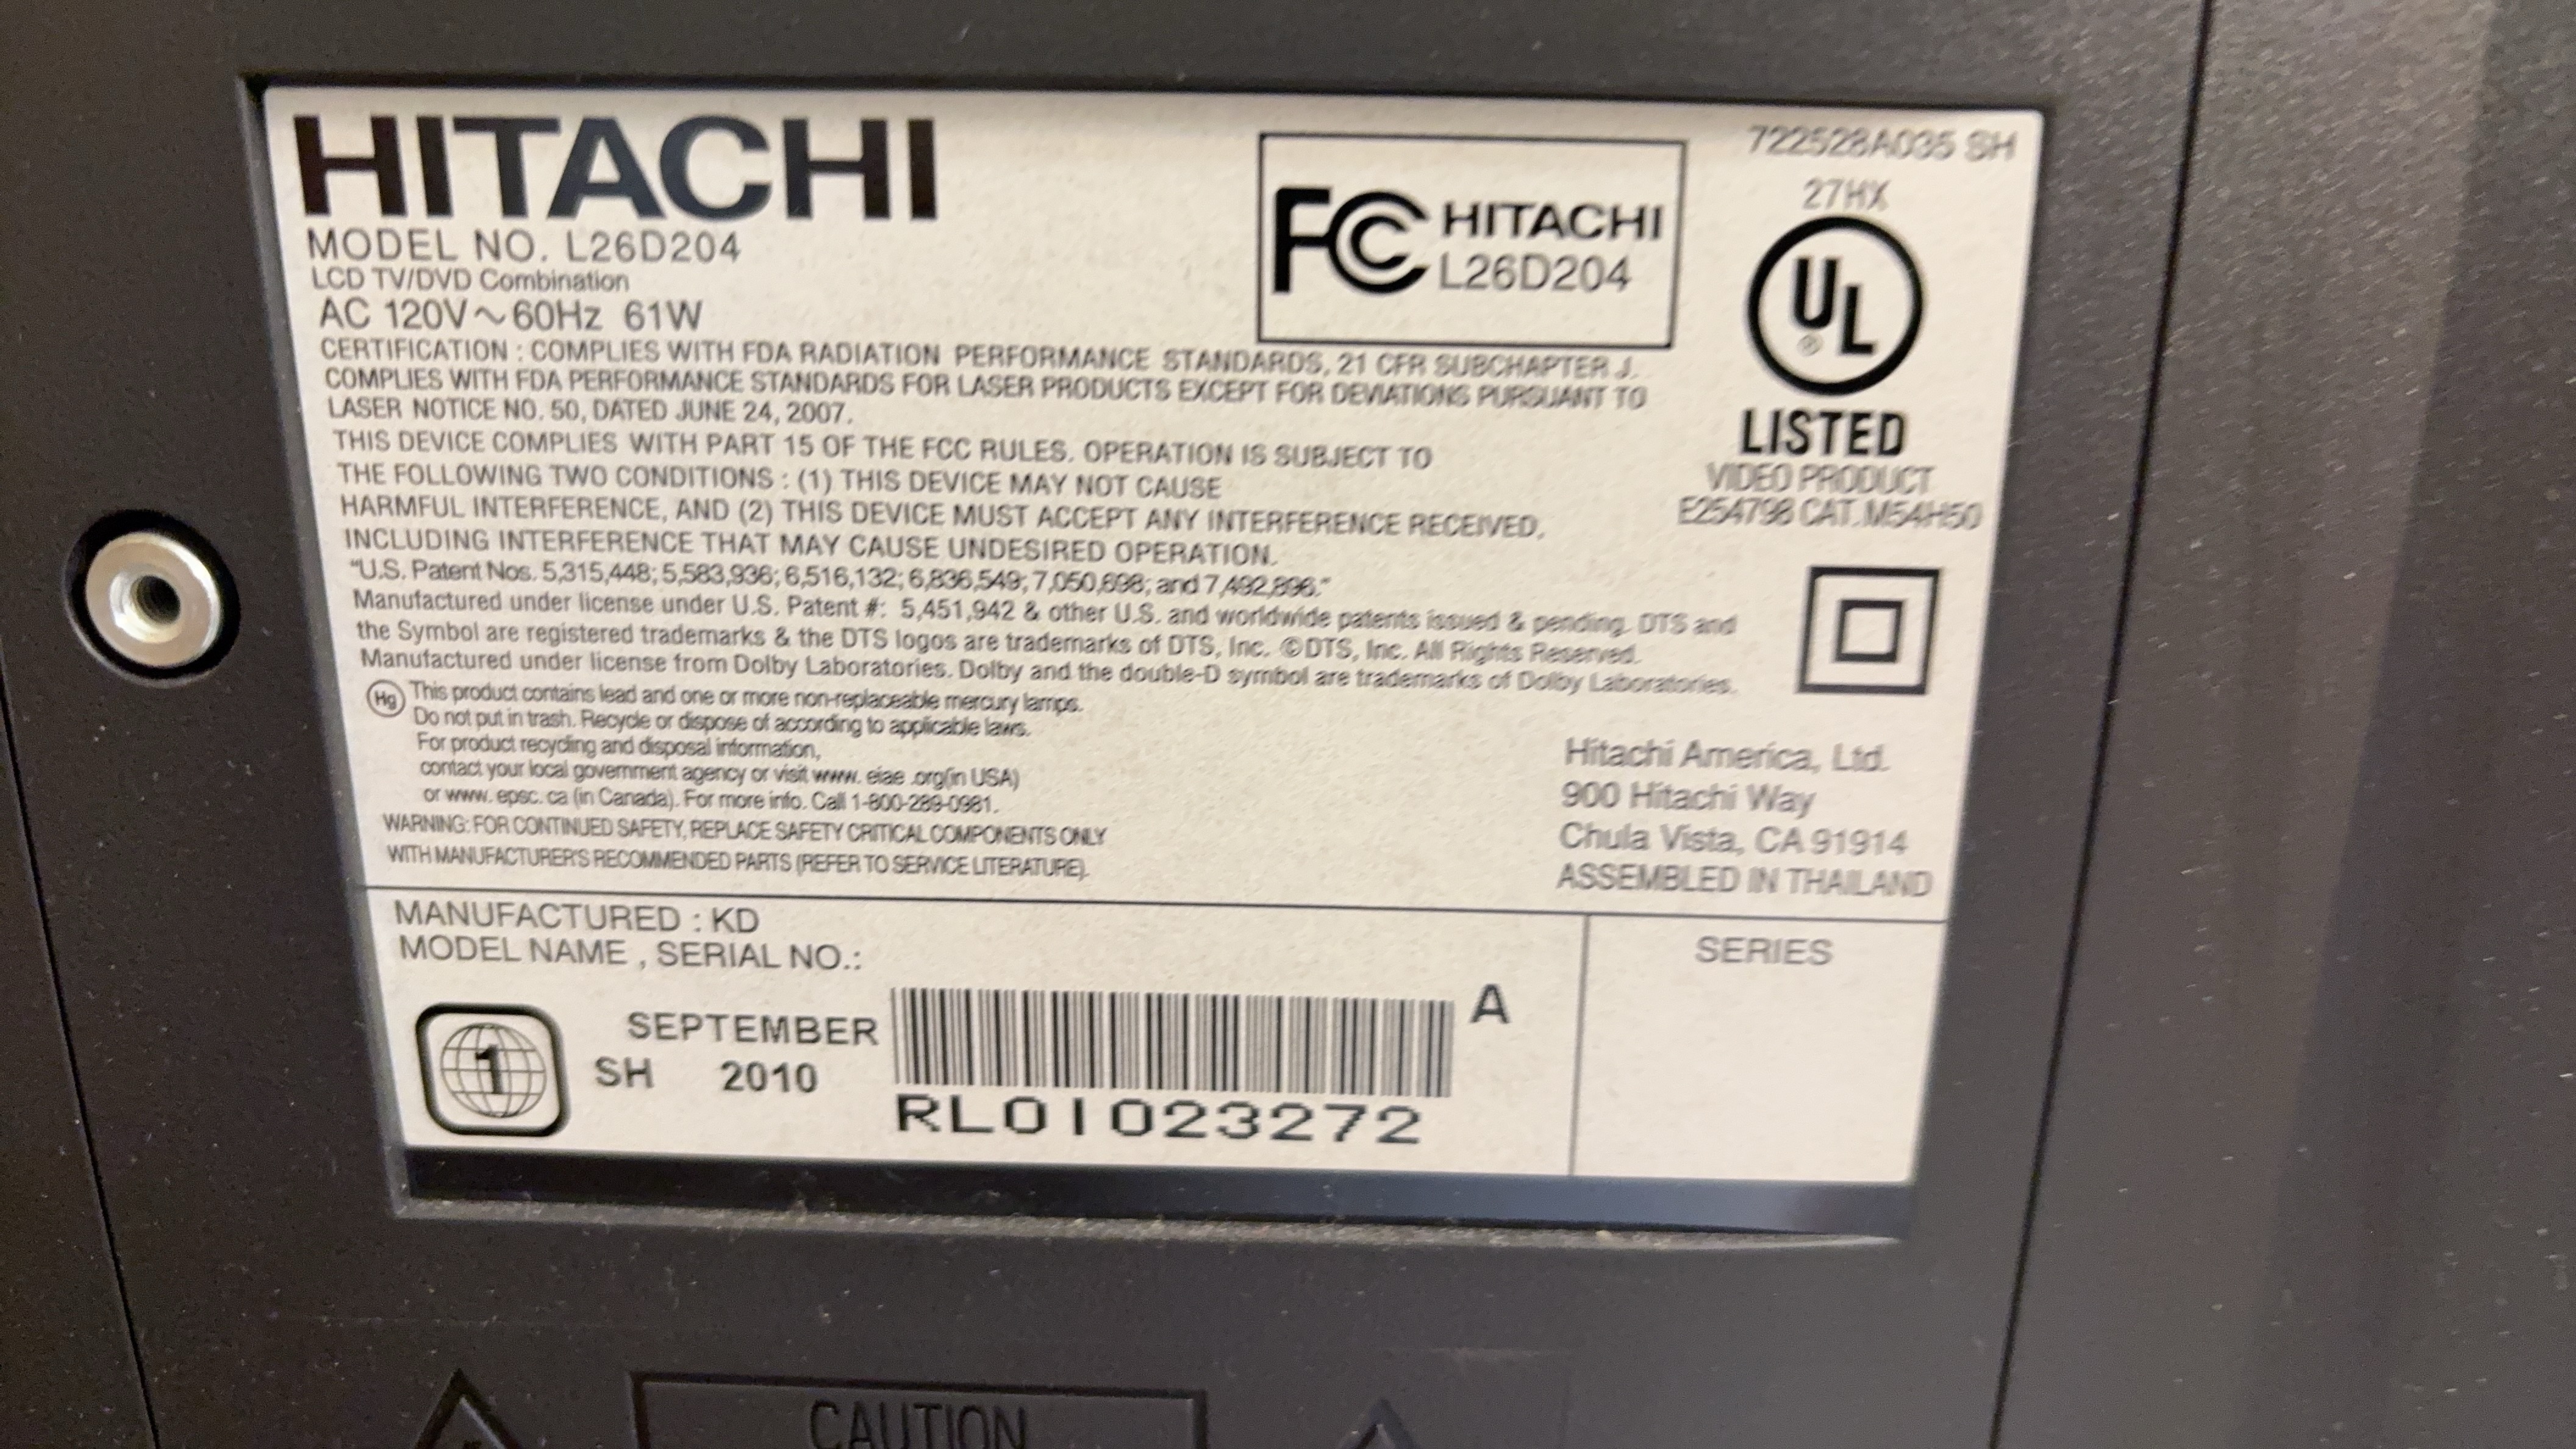 HITACHI
MODEL NO. L26D204
LCD TV/DVD Combination
AC 120V~60Hz 61W
FC HITACHI
L26D204
722528A035 SH
27HX
UL
®
LISTED
VIDEO PRODUCT
E254798 CAT.M54H50
CERTIFICATION : COMPLIES WITH FDA RADIATION PERFORMANCE STANDARDS, 21 CFR SUBCHAPTER J.
COMPLIES WITH FDA PERFORMANCE STANDARDS FOR LASER PRODUCTS EXCEPT FOR DEVIATIONS PURSUANT TO
LASER NOTICE NO. 50, DATED JUNE 24, 2007.
THIS DEVICE COMPLIES WITH PART 15 OF THE FCC RULES. OPERATION IS SUBJECT TO
THE FOLLOWING TWO CONDITIONS : (1) THIS DEVICE MAY NOT CAUSE
HARMFUL INTERFERENCE, AND (2) THIS DEVICE MUST ACCEPT ANY INTERFERENCE RECEIVED,
INCLUDING INTERFERENCE THAT MAY CAUSE UNDESIRED OPERATION.
"U.S. Patent Nos. 5,315,448; 5,583,936; 6,516,132; 6,836,549; 7,050,698; and 7,492,896."
Manufactured under license under U.S. Patent #: 5,451,942 & other U.S. and worldwide patents issued & pending. DTS and
the Symbol are registered trademarks & the DTS logos are trademarks of DTS, Inc. ©DTS, Inc. All Rights Reserved.
Manufactured under license from Dolby Laboratories. Dolby and the double-D symbol are trademarks of Dolby Laboratories.
Hg This product contains lead and one or more non-replaceable mercury lamps.
Do not put in trash. Recycle or dispose of according to applicable laws.
For product recycling and disposal information,
contact your local government agency or visit www. eiae .org(in USA)
or www. epsc. ca (in Canada). For more info. Call 1-800-289-0981.
WARNING: FOR CONTINUED SAFETY, REPLACE SAFETY CRITICAL COMPONENTS ONLY
WITH MANUFACTURER'S RECOMMENDED PARTS (REFER TO SERVICE LITERATURE).
Hitachi America, Ltd.
900 Hitachi Way
Chula Vista, CA 91914
ASSEMBLED IN THAILAND
MANUFACTURED : KD
MODEL NAME , SERIAL NO.:
SERIES
1
SEPTEMBER
SH 2010
A
RL01023272
CAUTION